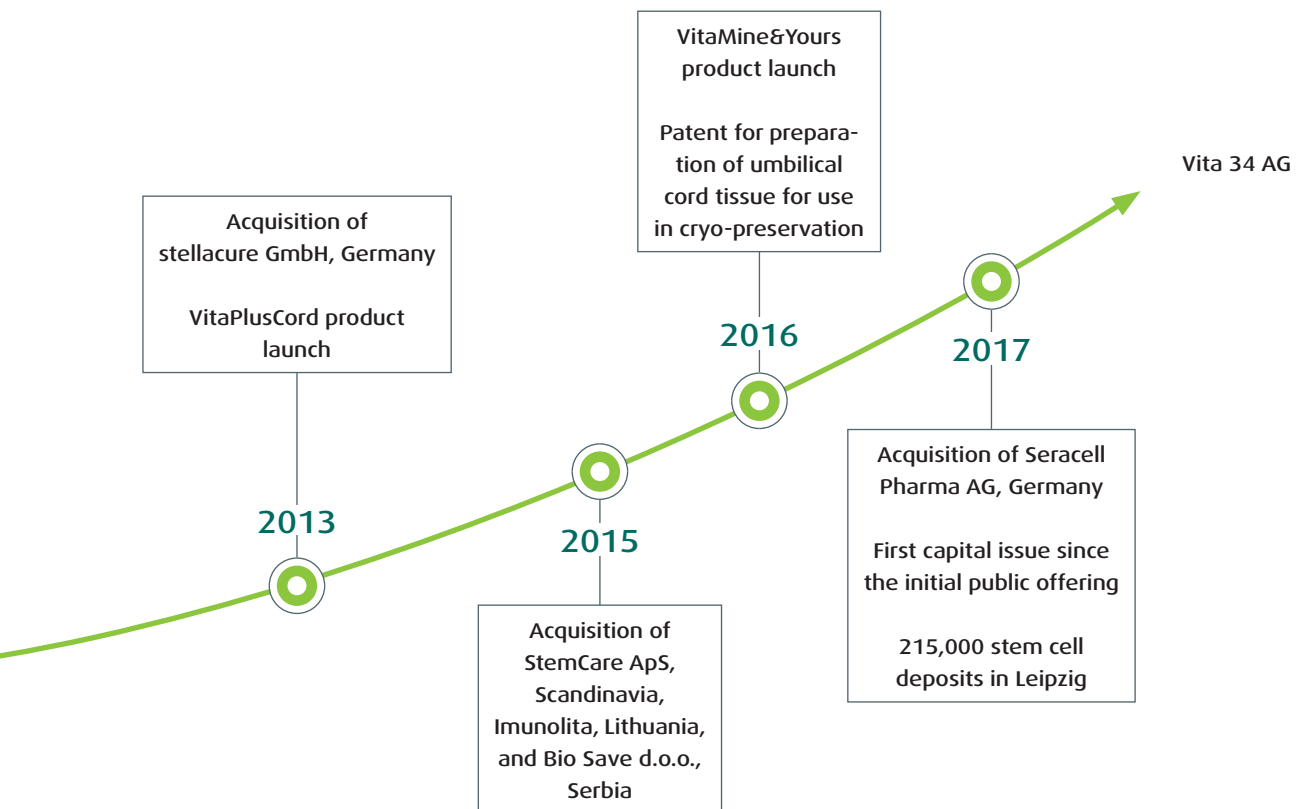 Acquisition of
stellacure GmbH, Germany
VitaPlusCord product
launch
2013
2015
Acquisition of
StemCare ApS,
Scandinavia,
Imunolita, Lithuania,
and Bio Save d.o.o.,
Serbia
VitaMine&Yours
product launch
Patent for prepara-
tion of umbilical
cord tissue for use
in cryo-preservation
2016
2017
Acquisition of Seracell
Pharma AG, Germany
First capital issue since
the initial public offering
215,000 stem cell
deposits in Leipzig
Vita 34 AG